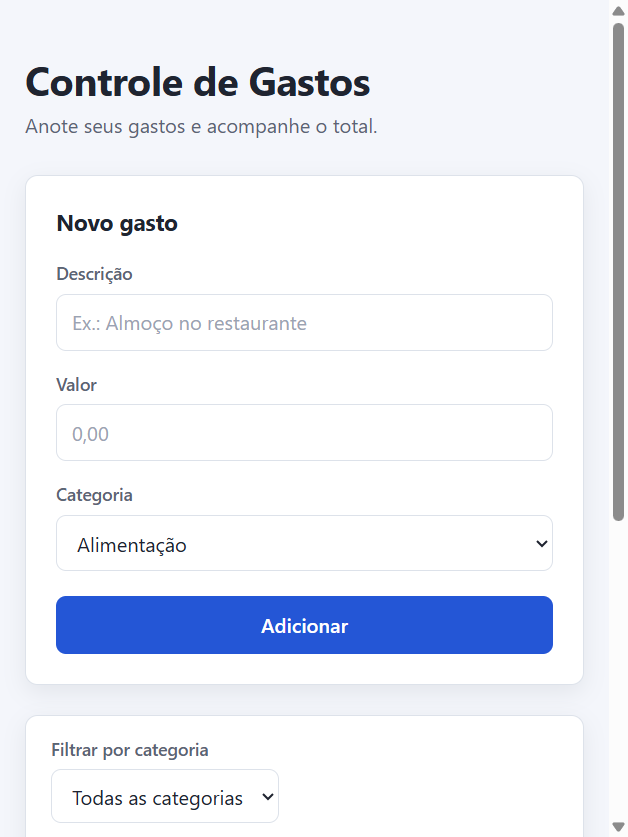 Controle de Gastos
Anote seus gastos e acompanhe o total.
Novo gasto
Descrição
Ex.: Almoço no restaurante
Valor
0,00
Categoria
Alimentação
Adicionar
Filtrar por categoria
Todas as categorias